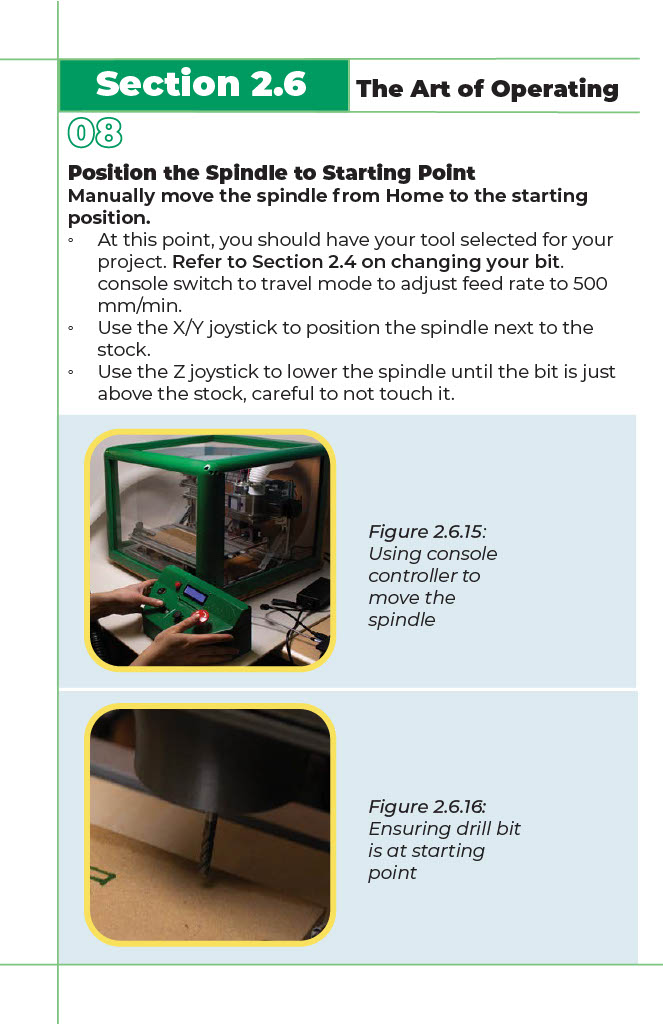 Section 2.6
The Art of Operating
08
Position the Spindle to Starting Point
Manually move the spindle from Home to the starting
position.
◦ At this point, you should have your tool selected for your
project. Refer to Section 2.4 on changing your bit.
console switch to travel mode to adjust feed rate to 500
mm/min.
◦ Use the X/Y joystick to position the spindle next to the
stock.
◦ Use the Z joystick to lower the spindle until the bit is just
above the stock, careful to not touch it.
Figure 2.6.15:
Using console
controller to
move the
spindle
Figure 2.6.16:
Ensuring drill bit
is at starting
point